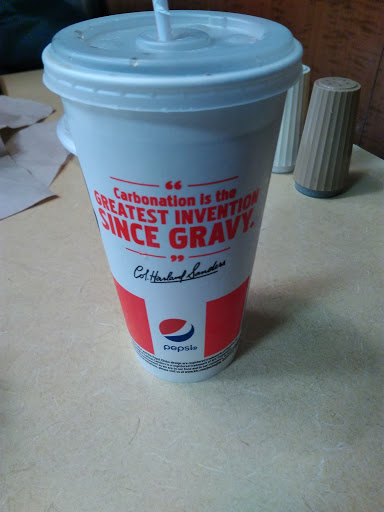 “
Carbonation is the
GREATEST INVENTION
SINCE GRAVY.
”
Col. Harland Sanders
pepsi